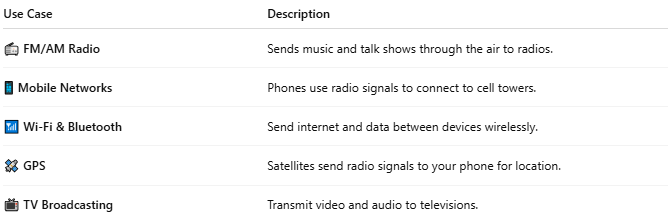 Use Case Description
📻 FM/AM Radio Sends music and talk shows through the air to radios.
📱 Mobile Networks Phones use radio signals to connect to cell towers.
📶 Wi-Fi & Bluetooth Send internet and data between devices wirelessly.
🛰 GPS Satellites send radio signals to your phone for location.
📺 TV Broadcasting Transmit video and audio to televisions.